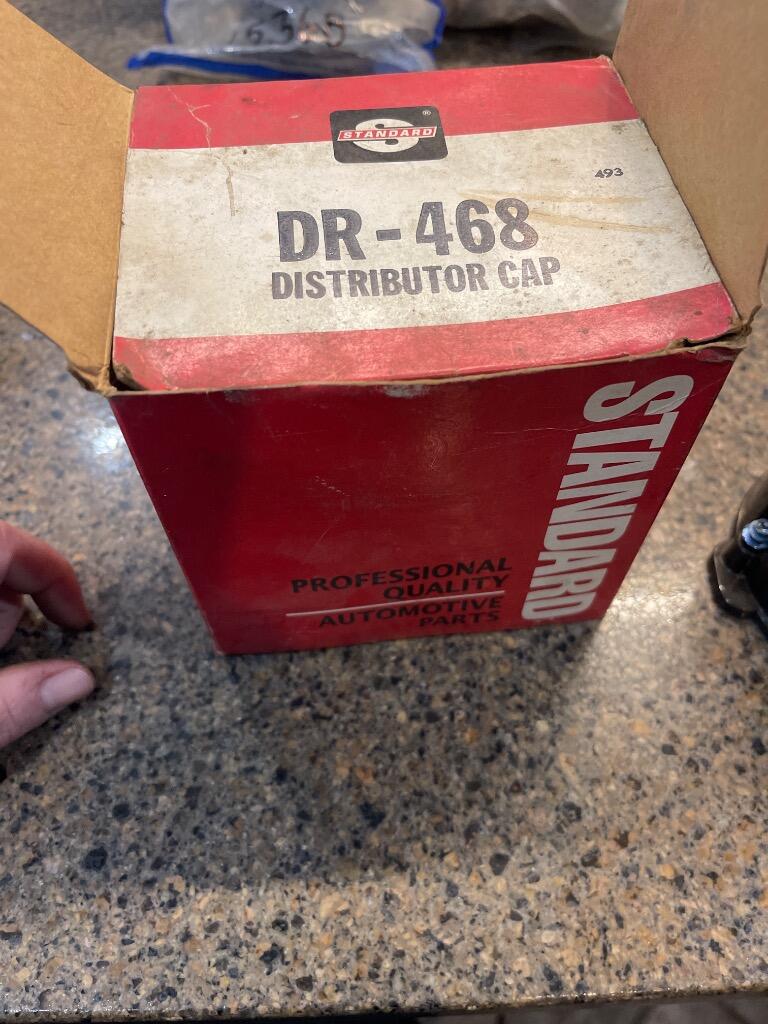 STANDARD
®
493
DR-468
DISTRIBUTOR CAP
STANDARD
PROFESSIONAL
QUALITY
AUTOMOTIVE
PARTS